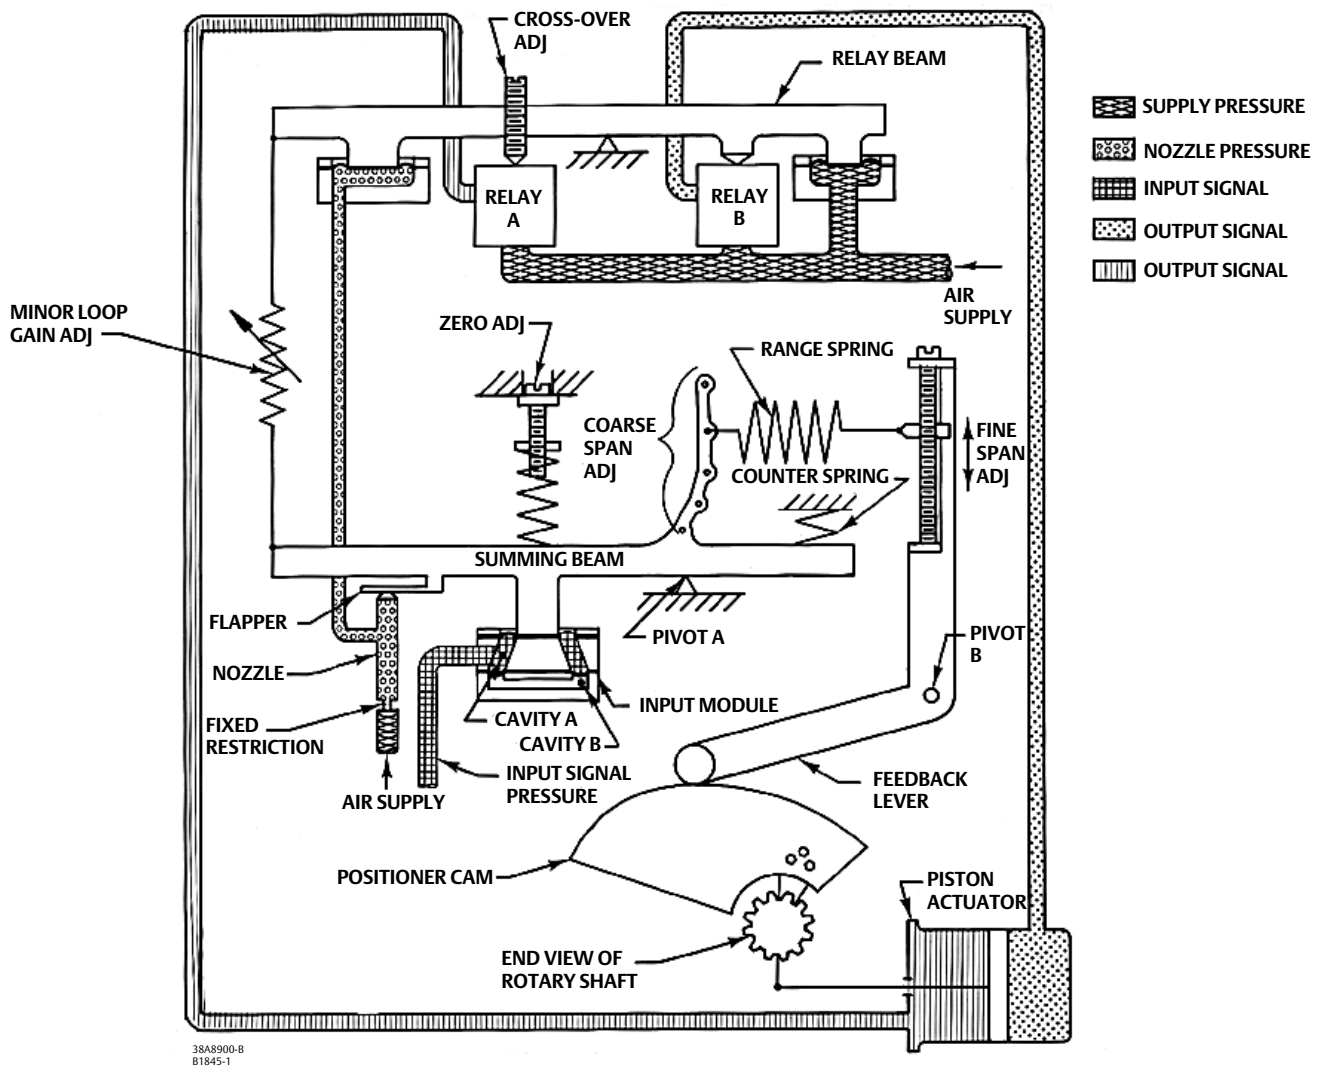 CROSS-OVER
ADJ
RELAY BEAM
SUPPLY PRESSURE
NOZZLE PRESSURE
INPUT SIGNAL
OUTPUT SIGNAL
OUTPUT SIGNAL
RELAY
A
RELAY
B
AIR
SUPPLY
MINOR LOOP
GAIN ADJ
ZERO ADJ
RANGE SPRING
COARSE
SPAN
ADJ
COUNTER SPRING
FINE
SPAN
ADJ
SUMMING BEAM
FLAPPER
PIVOT A
PIVOT
B
NOZZLE
INPUT MODULE
CAVITY A
CAVITY B
FIXED
RESTRICTION
INPUT SIGNAL
PRESSURE
AIR SUPPLY
FEEDBACK
LEVER
POSITIONER CAM
PISTON
ACTUATOR
END VIEW OF
ROTARY SHAFT
38A8900-B
B1845-1